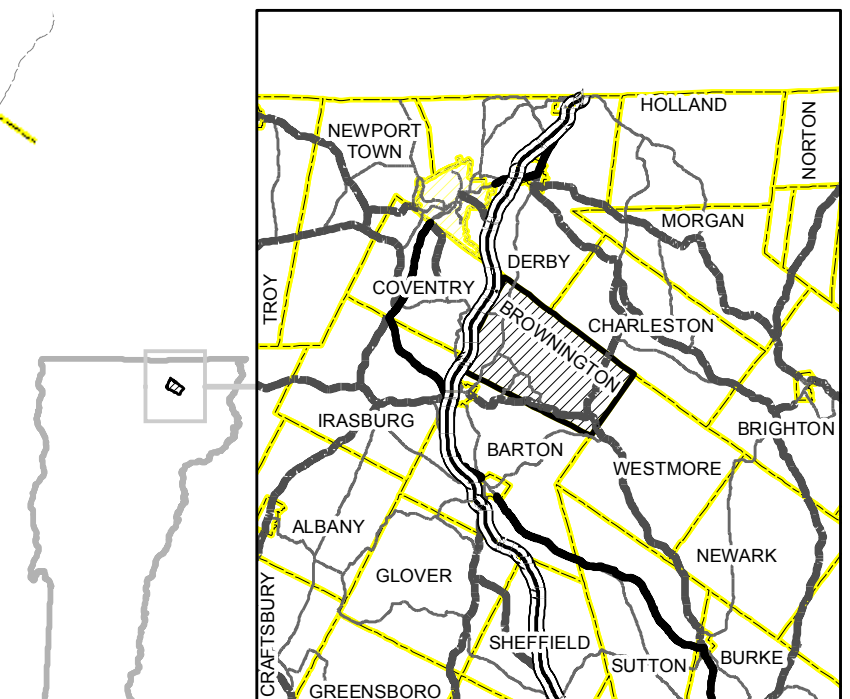 HOLLAND
NEWPORT
TOWN
NORTON
MORGAN
DERBY
TROY
COVENTRY
BROWNINGTON
CHARLESTON
IRASBURG
BRIGHTON
BARTON
WESTMORE
ALBANY
NEWARK
GLOVER
CRAFTSBURY
SHEFFIELD
SUTTON
BURKE
GREENSBORO